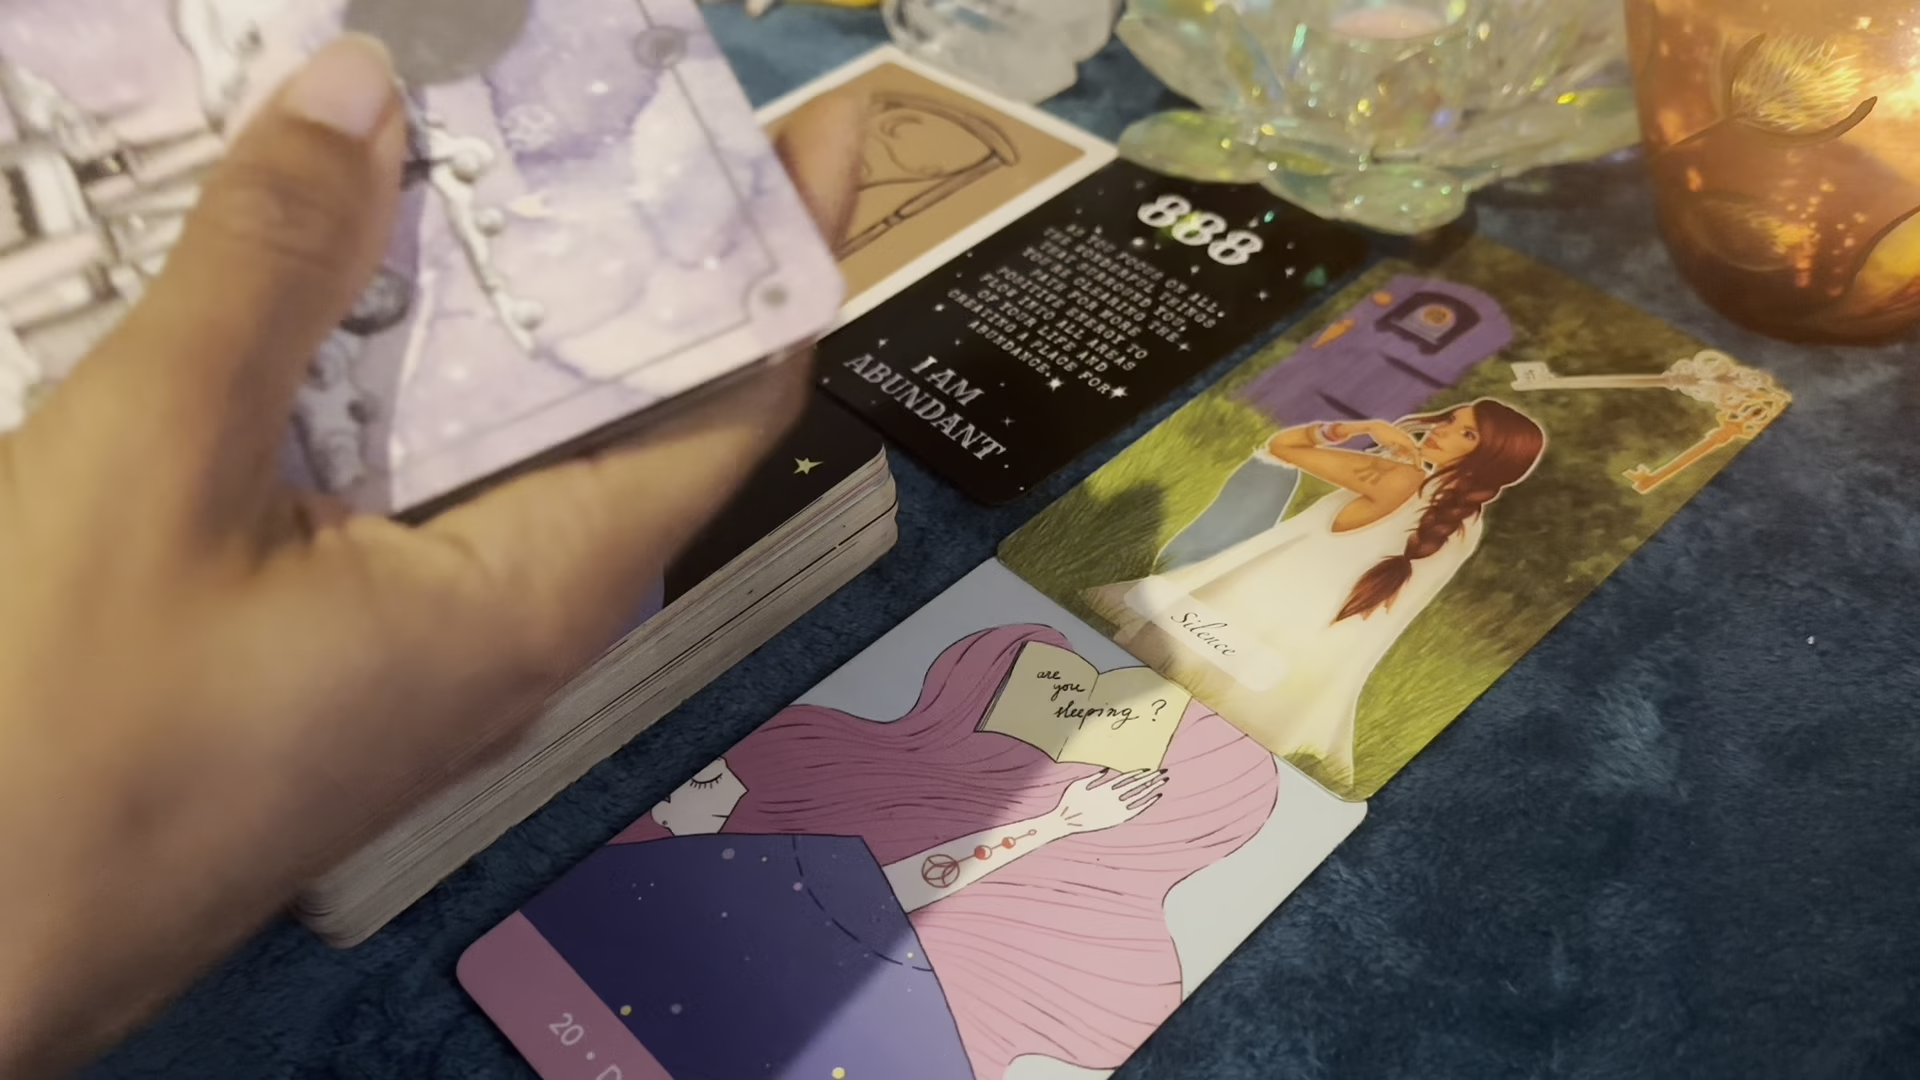 888
AS YOU FOCUS ON ALL
THE WONDERFUL THINGS
THAT SURROUND YOU,
YOU'RE CLEARING THE
PATH FOR MORE
POSITIVE ENERGY TO
FLOW INTO ALL AREAS
OF YOUR LIFE AND
CREATING A PLACE FOR
ABUNDANCE.
I AM
ABUNDANT
Silence
are
you
sleeping ?
20 • D